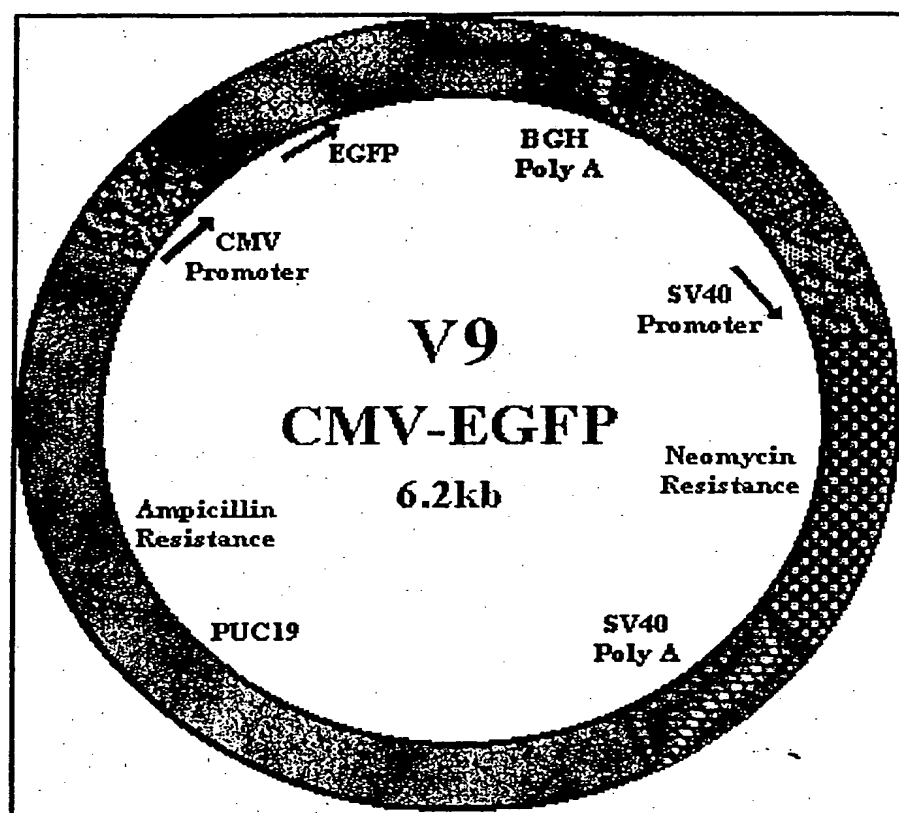 EGFP
BGH
Poly A
CMV
Promoter
SV40
Promoter
V9
CMV-EGFP
6.2kb
Neomycin
Resistance
Ampicillin
Resistance
PUC19
SV40
Poly A